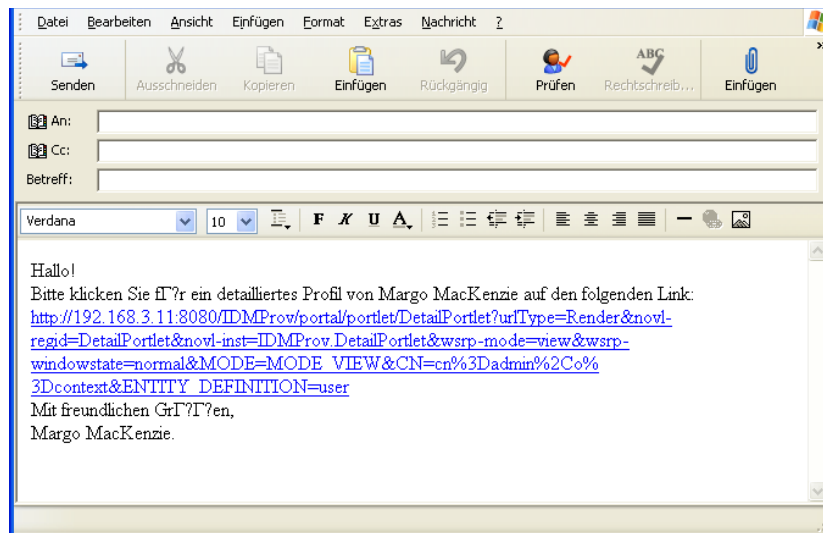 Datei Bearbeiten Ansicht Einfügen Format Extras Nachricht ?
»
Senden Ausschneiden Kopieren Einfügen Rückgängig Prüfen Rechtschreib... Einfügen
An:
Cc:
Betreff:
Verdana 10 F K U A
Hallo!
Bitte klicken Sie fГ?r ein detailliertes Profil von Margo MacKenzie auf den folgenden Link:
http://192.168.3.11:8080/IDMProv/portal/portlet/DetailPortlet?urlType=Render&novl-
regid=DetailPortlet&novl-inst=IDMProv.DetailPortlet&wsrp-mode=view&wsrp-
windowstate=normal&MODE=MODE_VIEW&CN=cn%3Dadmin%2Co%
3Dcontext&ENTITY_DEFINITION=user
Mit freundlichen GrГ?Г?en,
Margo MacKenzie.